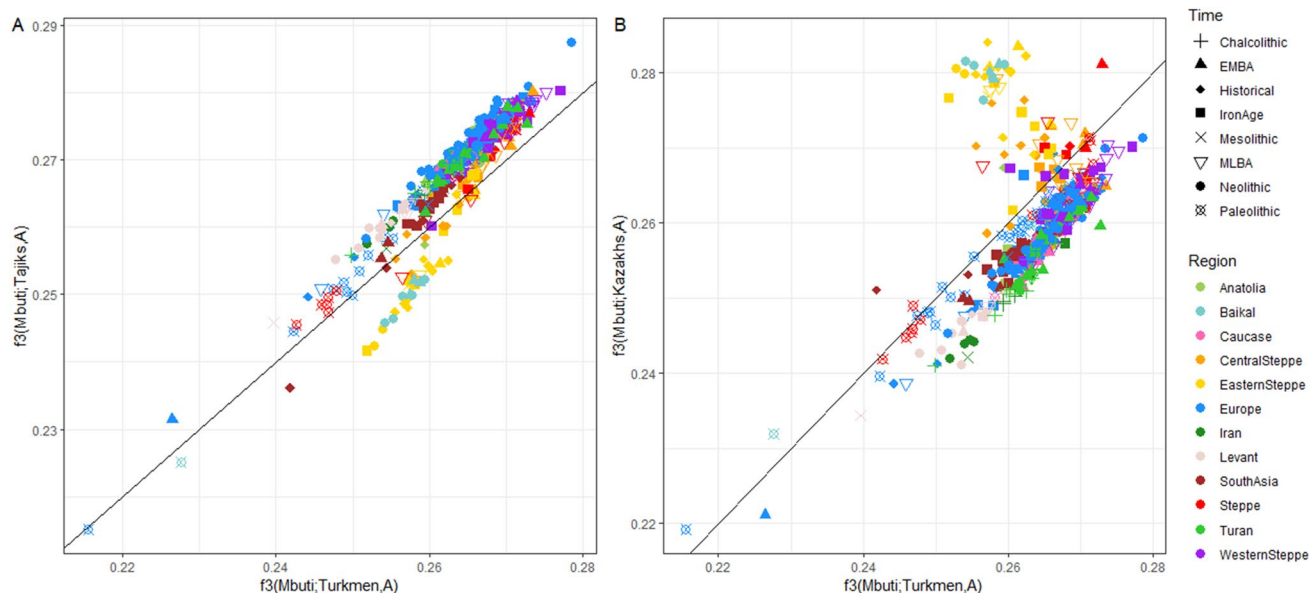 A
f3(Mbuti;Tajiks,A)
0.29
0.27
0.25
0.23
0.22
0.24
0.26
0.28
f3(Mbuti;Turkmen,A)
B
f3(Mbuti;Kazakhs,A)
0.28
0.26
0.24
0.22
0.22
0.24
0.26
0.28
f3(Mbuti;Turkmen,A)
Time
Chalcolithic
EMBA
Historical
IronAge
Mesolithic
MLBA
Neolithic
Paleolithic
Region
Anatolia
Baikal
Caucase
CentralSteppe
EasternSteppe
Europe
Iran
Levant
SouthAsia
Steppe
Turan
WesternSteppe